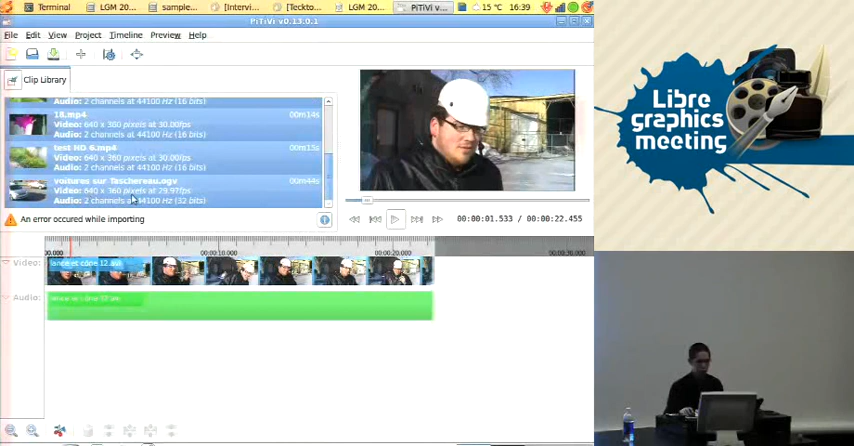 Terminal
LGM 20...
sample...
[Intervi...
[Teckto...
LGM 20...
PiTiVi v...
15 °C
16:39
PiTiVi v0.13.0.1
File Edit View Project Timeline Preview Help
Clip Library
Audio: 2 channels at 44100 Hz (16 bits)
18.mp4 00m14s
Video: 640 x 360 pixels at 30.00fps
Audio: 2 channels at 44100 Hz (16 bits)
test HD 6.mp4 00m15s
Video: 640 x 360 pixels at 30.00fps
Audio: 2 channels at 44100 Hz (16 bits)
voitures sur Taschereau.ogv 00m44s
Video: 640 x 360 pixels at 29.97fps
Audio: 2 channels at 44100 Hz (32 bits)
An error occured while importing
00:00:01.533 / 00:00:22.455
00:00:10.000
00:00:20.000
Video:
Audio:
Libre
graphics
meeting